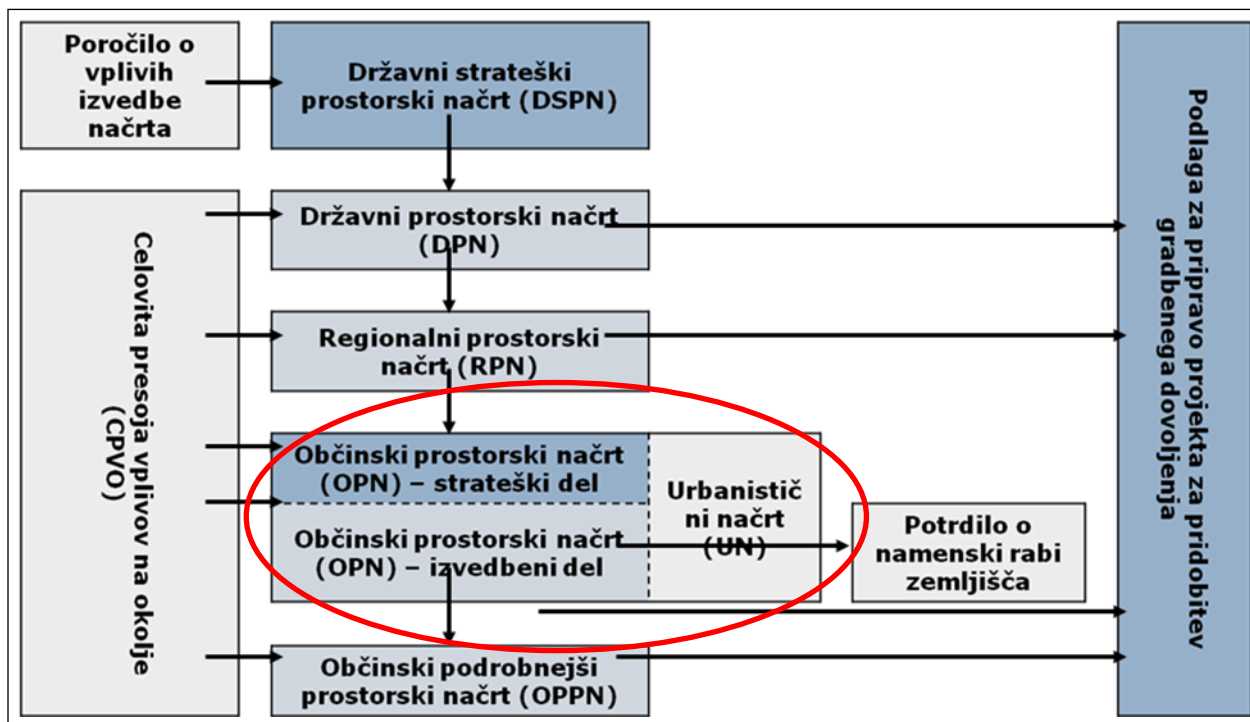 Poročilo o
vplivih
izvedbe
načrta
Državni strateški
prostorski načrt (DSPN)
Državni prostorski načrt
(DPN)
Regionalni prostorski
načrt (RPN)
Občinski prostorski načrt
(OPN) – strateški del
Občinski prostorski načrt
(OPN) – izvedbeni del
Urbanistič
ni načrt
(UN)
Potrdilo o
namenski rabi
zemljišča
Občinski podrobnejši
prostorski načrt (OPPN)
Celovita presoja vplivov na okolje
(CPVO)
Podlaga za pripravo projekta za pridobitev
gradbenega dovoljenja